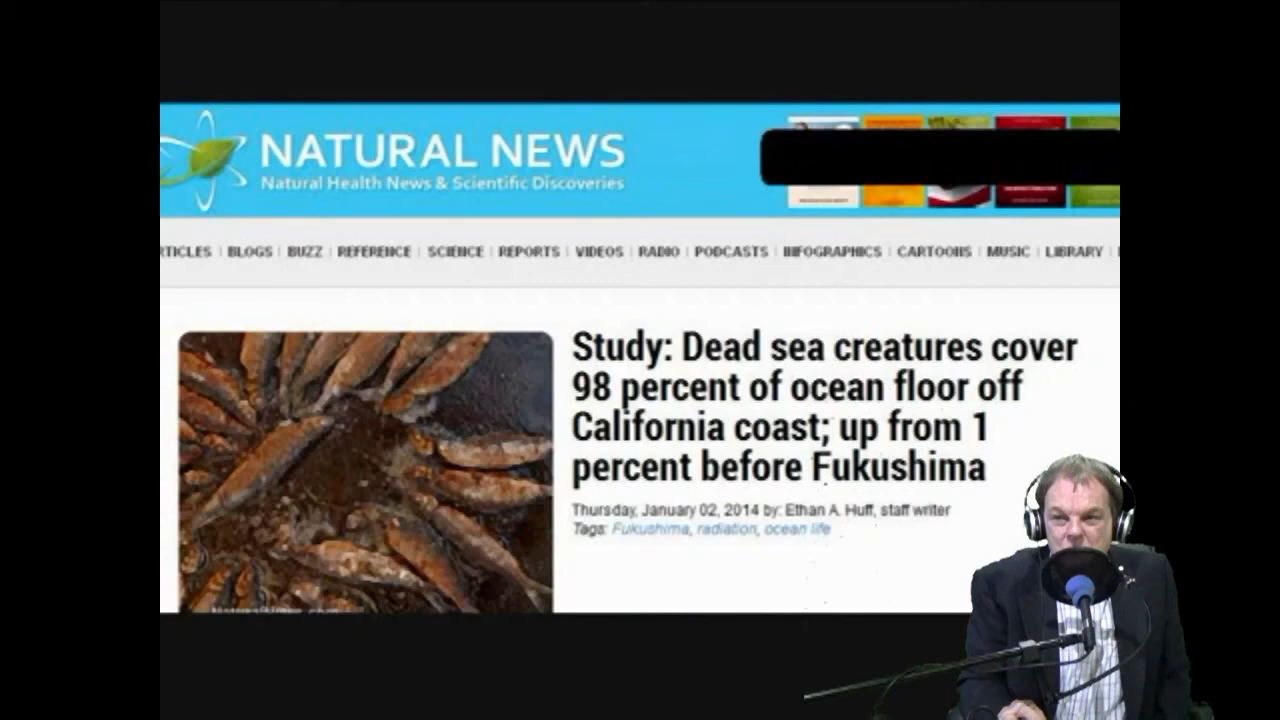 NATURAL NEWS
Natural Health News & Scientific Discoveries
RTICLES BLOGS BUZZ REFERENCE SCIENCE REPORTS VIDEOS RADIO PODCASTS INFOGRAPHICS CARTOONS MUSIC LIBRARY
Study: Dead sea creatures cover
98 percent of ocean floor off
California coast; up from 1
percent before Fukushima
Thursday, January 02, 2014 by: Ethan A. Huff, staff writer
Tags: Fukushima, radiation, ocean life